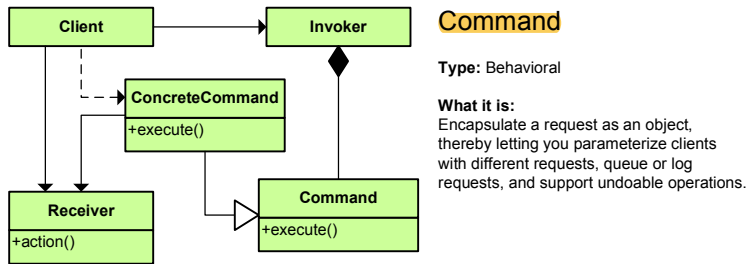 Client
Invoker
ConcreteCommand
+execute()
Receiver
+action()
Command
+execute()
Command
Type: Behavioral
What it is:
Encapsulate a request as an object,
thereby letting you parameterize clients
with different requests, queue or log
requests, and support undoable operations.